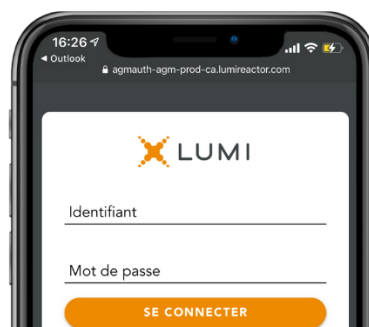 16:26
Outlook
agmauth-agm-prod-ca.lumireactor.com
LUMI
Identifiant
Mot de passe
SE CONNECTER